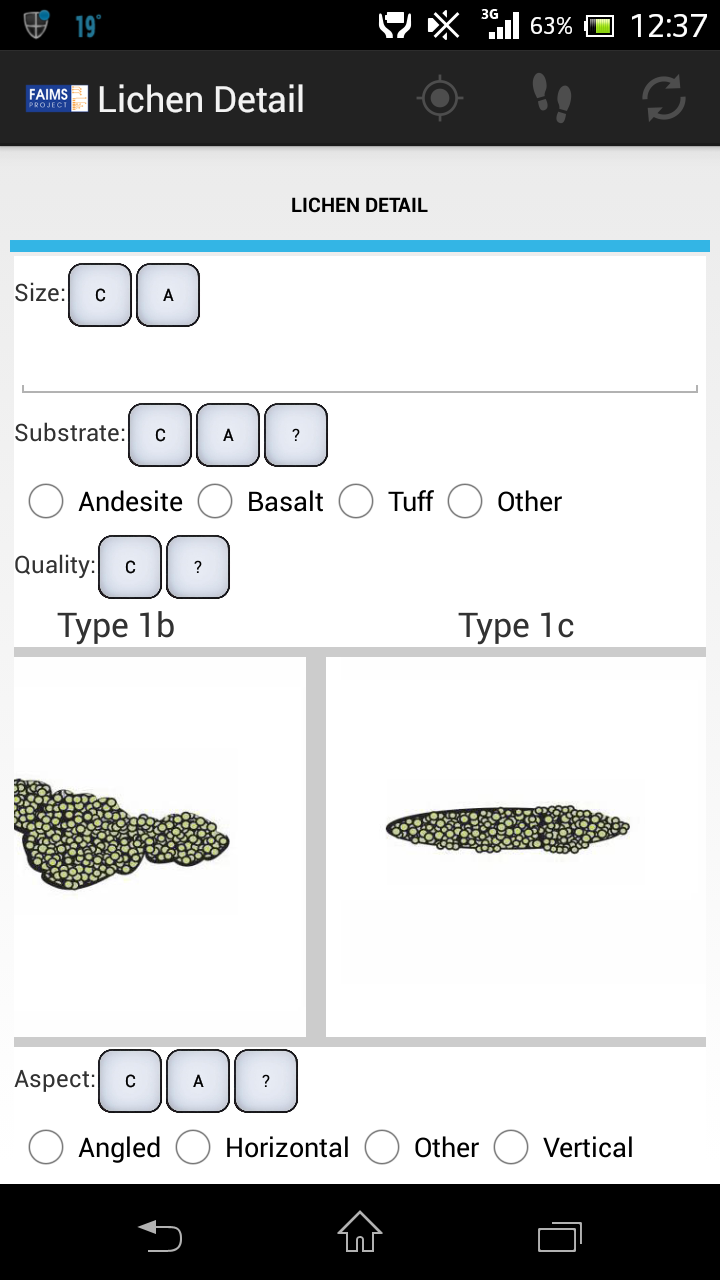 19° 3G 63% 12:37
FAIMS PROJECT Lichen Detail
LICHEN DETAIL
Size: C A
Substrate: C A ?
Andesite Basalt Tuff Other
Quality: C ?
Type 1b Type 1c
Aspect: C A ?
Angled Horizontal Other Vertical